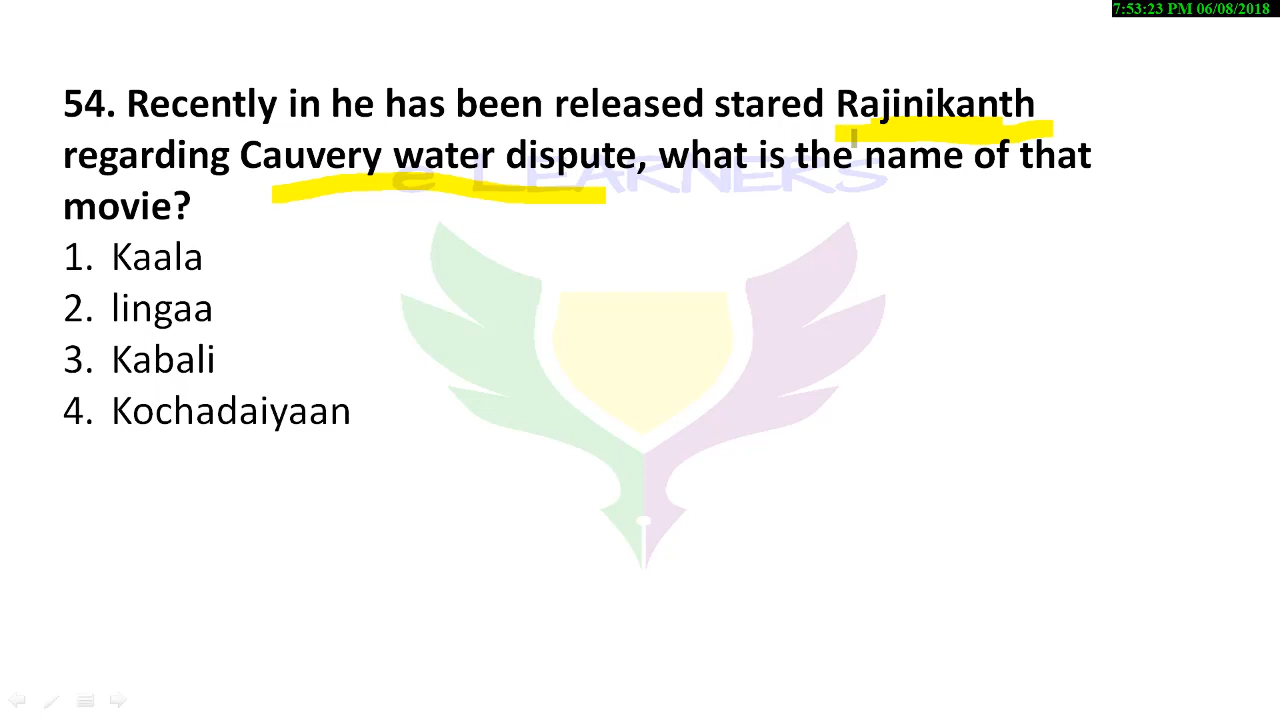 7:53:23 PM 06/08/2018
54. Recently in he has been released stared Rajinikanth
regarding Cauvery water dispute, what is the name of that
movie?
e LEARNERS
1. Kaala
2. lingaa
3. Kabali
4. Kochadaiyaan